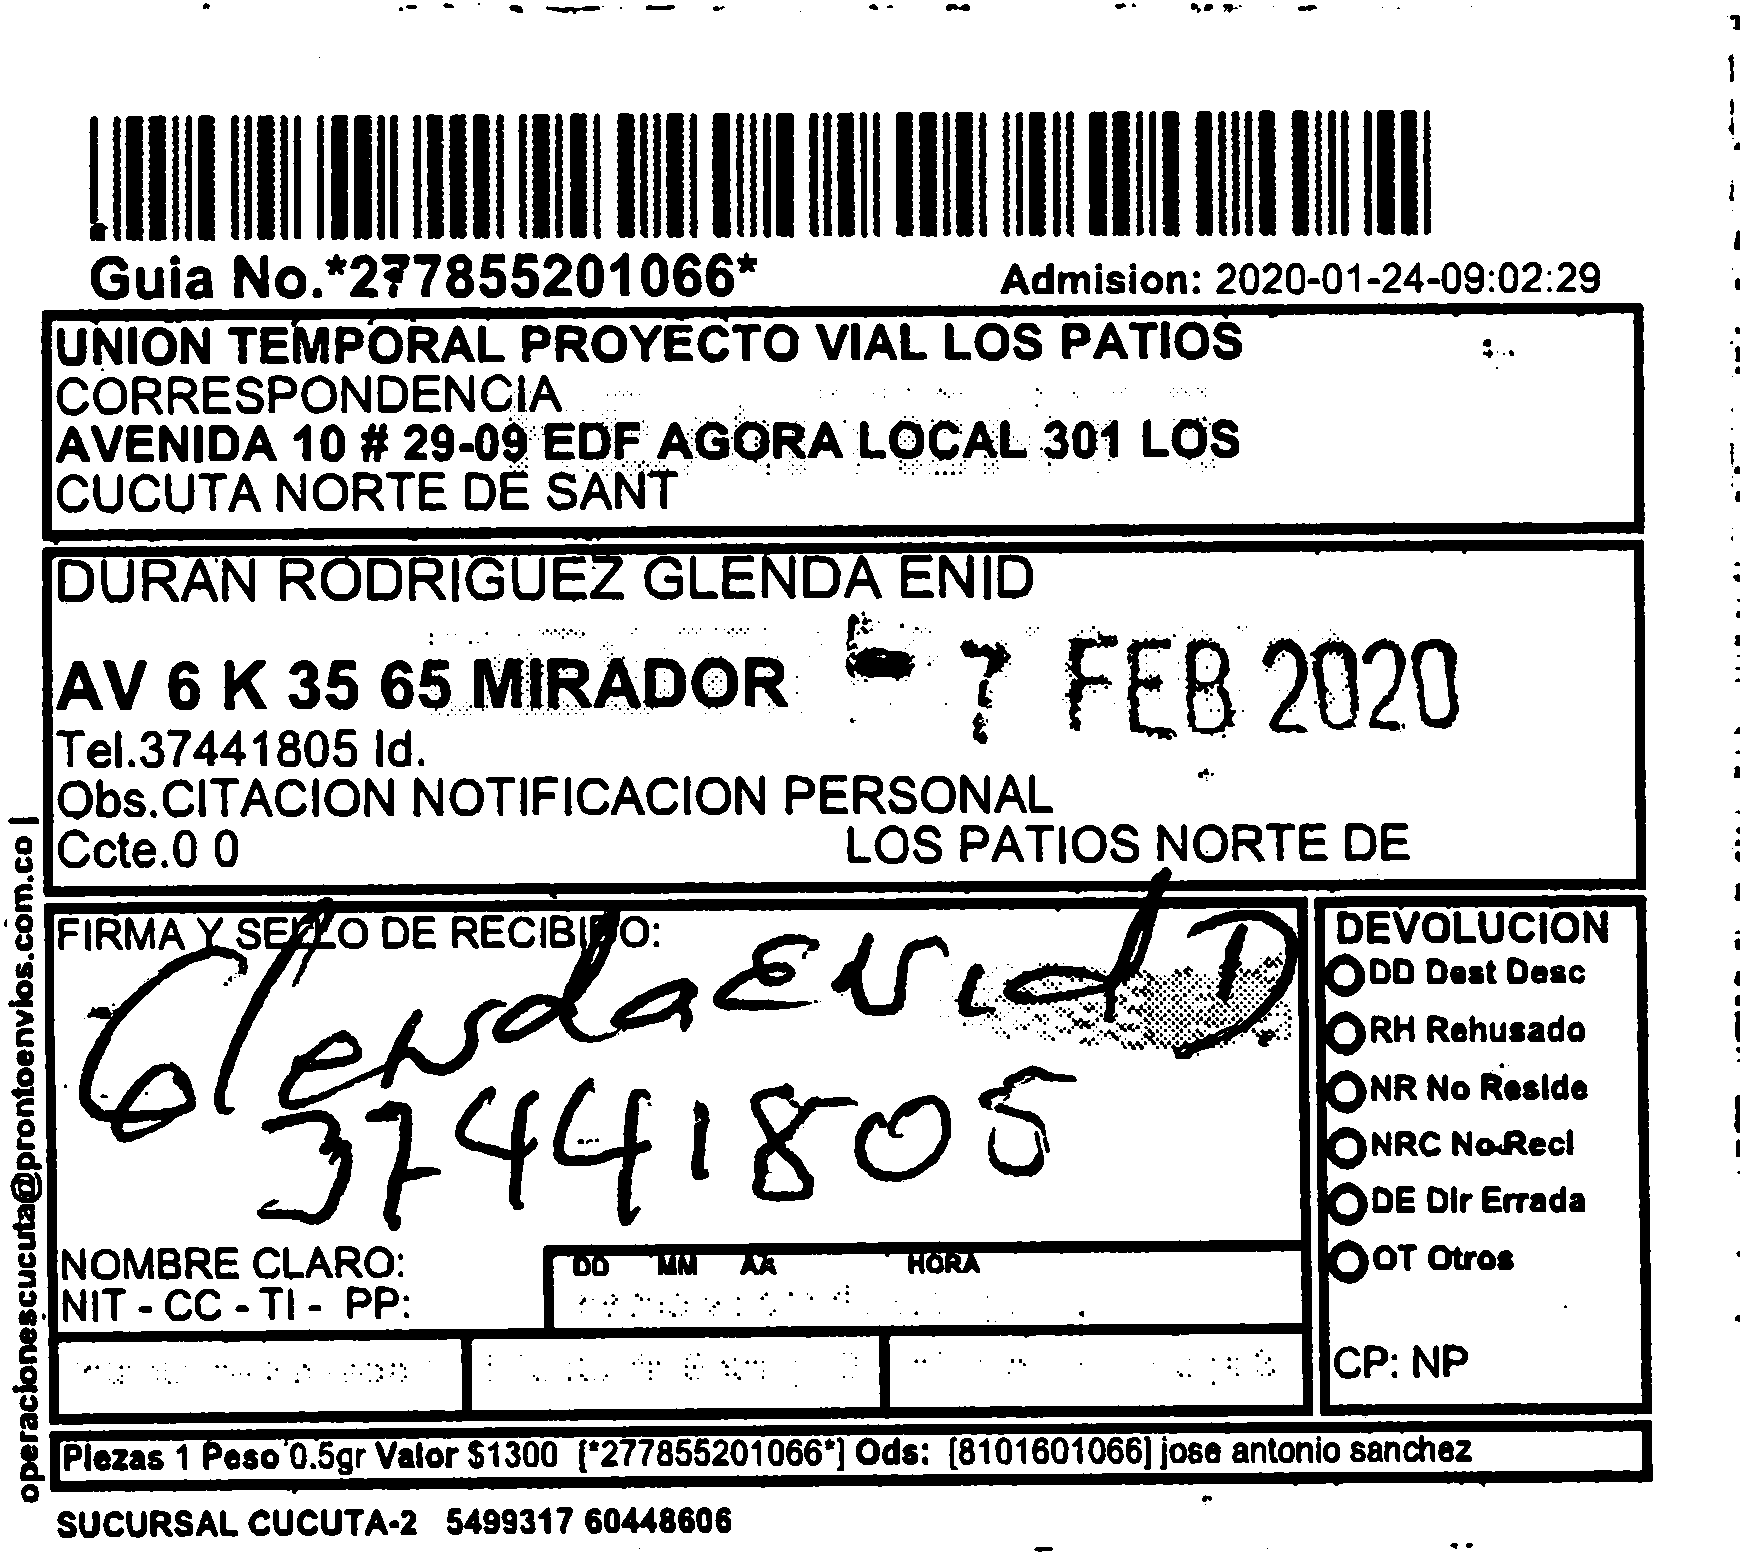 Guia No.*277855201066*
Admision: 2020-01-24-09:02:29
UNION TEMPORAL PROYECTO VIAL LOS PATIOS
CORRESPONDENCIA
AVENIDA 10 # 29-09 EDF AGORA LOCAL 301 LOS
CUCUTA NORTE DE SANT
DURAN RODRIGUEZ GLENDA ENID
AV 6 K 35 65 MIRADOR
- 7 FEB 2020
Tel.37441805 Id.
Obs.CITACION NOTIFICACION PERSONAL
Ccte.0 0
LOS PATIOS NORTE DE
operacionescucuta@prontoenvios.com.co |
FIRMA Y SELLO DE RECIBIDO:
Glenda Enid D
37441805
NOMBRE CLARO:
NIT - CC - TI - PP:
DD MM AA HORA
DEVOLUCION
DD Dest Desc
RH Rehusado
NR No Reside
NRC No Recl
DE Dir Errada
OT Otros
CP: NP
Piezas 1 Peso 0.5gr Valor $1300 [*277855201066*] Ods: [8101601066] jose antonio sanchez
SUCURSAL CUCUTA-2 5499317 60448606